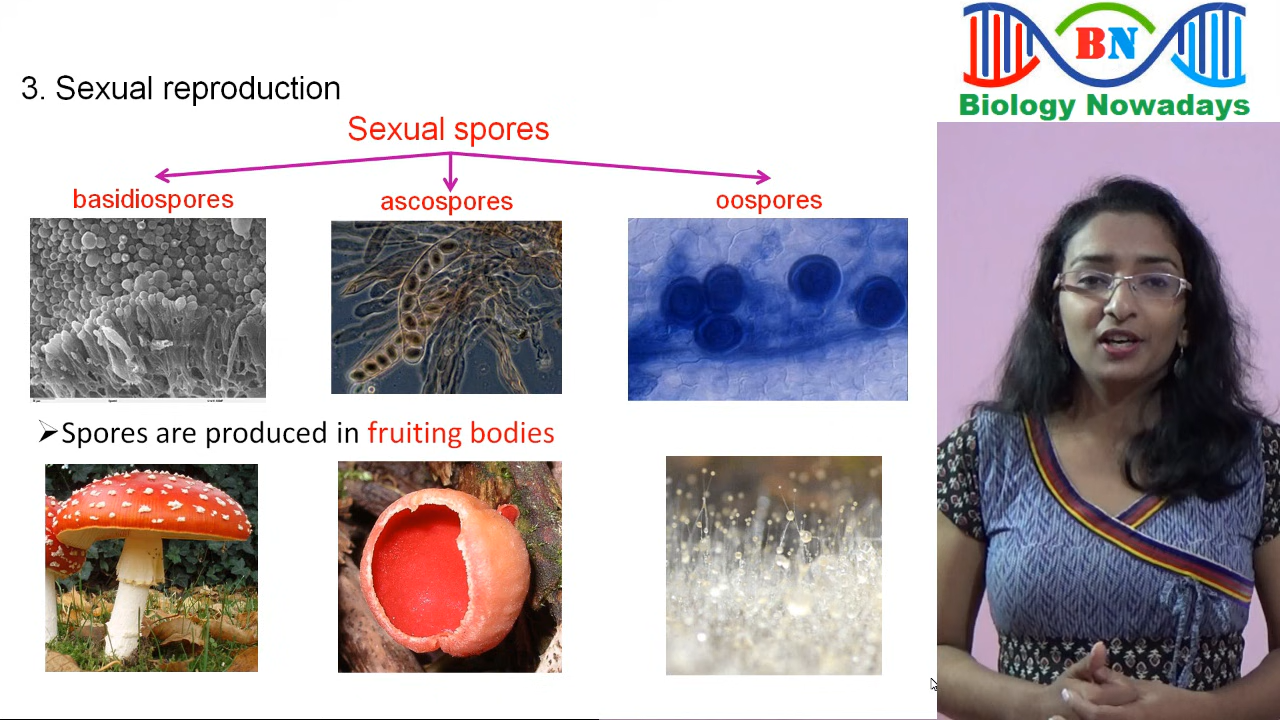 BN
Biology Nowadays
3. Sexual reproduction
Sexual spores
basidiospores
ascospores
oospores
➢Spores are produced in fruiting bodies